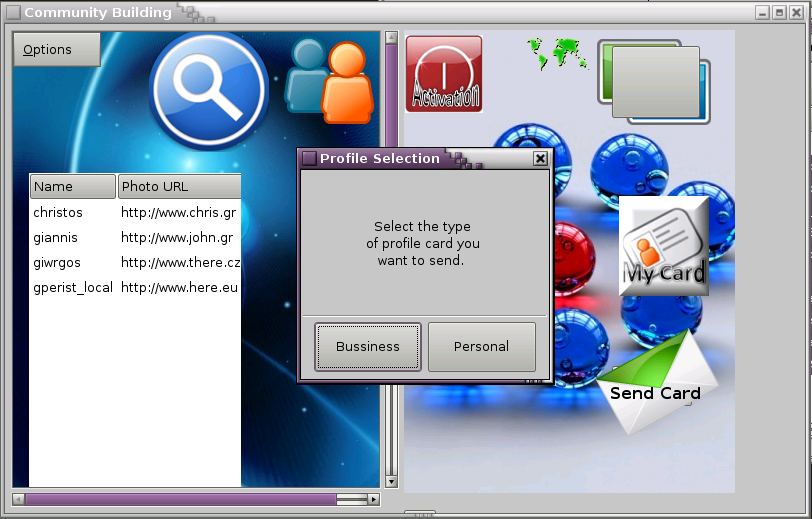 Community Building
Options
Activation
Name Photo URL
christos http://www.chris.gr
giannis http://www.john.gr
giwrgos http://www.there.cz
gperist_local http://www.here.eu
Profile Selection
Select the type
of profile card you
want to send.
Bussiness Personal
My Card
Send Card